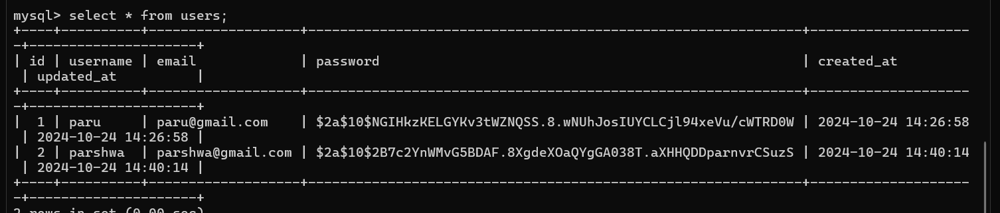 mysql> select * from users;
+----+----------+-------------------+--------------------------------------------------------------+--------------------
-+---------------------+
| id | username | email             | password                                                     | created_at
 | updated_at          |
+----+----------+-------------------+--------------------------------------------------------------+--------------------
-+---------------------+
|  1 | paru     | paru@gmail.com    | $2a$10$NGIHkzKELGYKv3tWZNQSS.8.wNUhJosIUYCLCjl94xeVu/cWTRD0W | 2024-10-24 14:26:58
 | 2024-10-24 14:26:58 |
|  2 | parshwa  | parshwa@gmail.com | $2a$10$2B7c2YnWMvG5BDAF.8XgdeXOaQYgGA038T.aXHHQDDparnvrCSuzS | 2024-10-24 14:40:14
 | 2024-10-24 14:40:14 |
+----+----------+-------------------+--------------------------------------------------------------+--------------------
-+---------------------+
2 rows in set (0.00 sec)